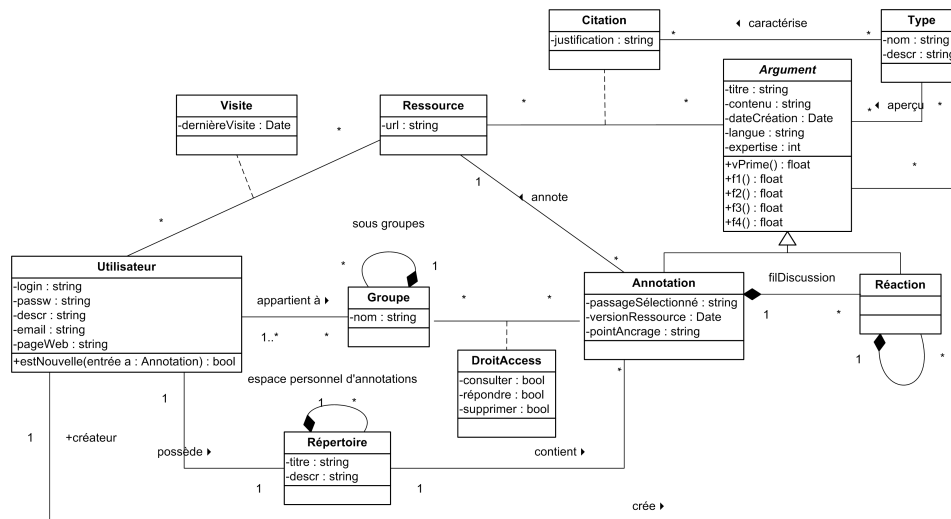 Citation
-justification : string
*
◂ caractérise
*
Type
-nom : string
-descr : string
Argument
-titre : string
-contenu : string
-dateCréation : Date
-langue : string
-expertise : int
+vPrime() : float
+f1() : float
+f2() : float
+f3() : float
+f4() : float
*
◂ aperçu
*
*
Visite
-dernièreVisite : Date
Ressource
-url : string
*
*
*
*
1
◂ annote
*
sous groupes
*
1
Utilisateur
-login : string
-passw : string
-descr : string
-email : string
-pageWeb : string
+estNouvelle(entrée a : Annotation) : bool
appartient à ▸
1..*
*
Groupe
-nom : string
*
*
Annotation
-passageSélectionné : string
-versionRessource : Date
-pointAncrage : string
filDiscussion
1
*
Réaction
1
*
DroitAccess
-consulter : bool
-répondre : bool
-supprimer : bool
*
espace personnel d'annotations
1
*
1
Répertoire
-titre : string
-descr : string
1
+créateur
possède ▸
1
1
contient ▸
crée ▸